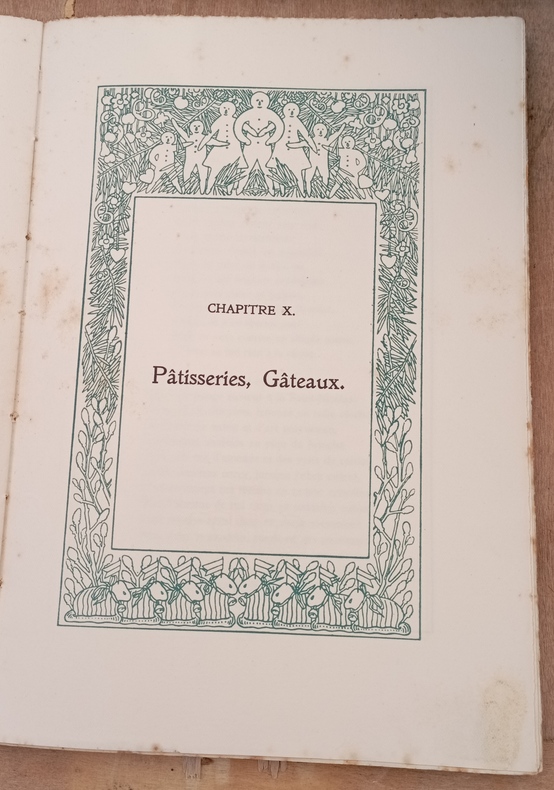 CHAPITRE X.
Pâtisseries, Gâteaux.